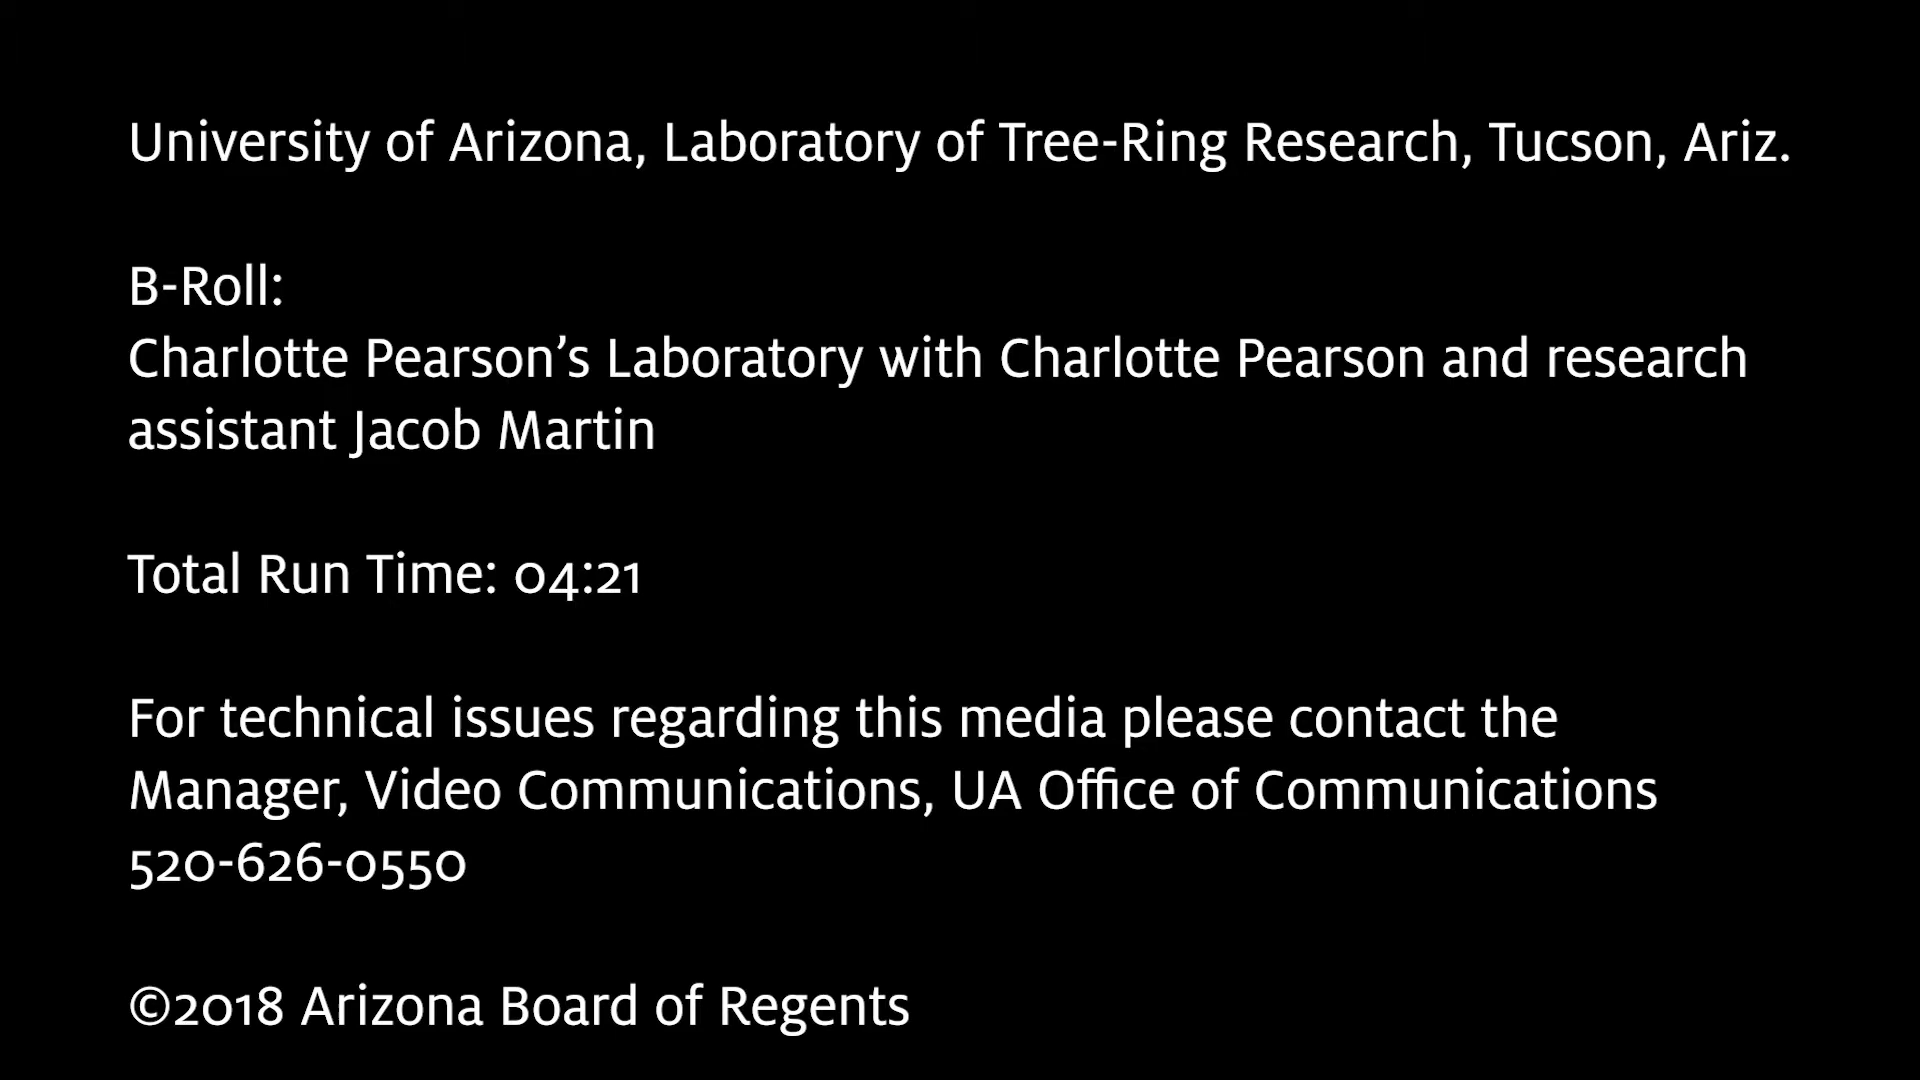 University of Arizona, Laboratory of Tree-Ring Research, Tucson, Ariz.
B-Roll:
Charlotte Pearson’s Laboratory with Charlotte Pearson and research
assistant Jacob Martin
Total Run Time: 04:21
For technical issues regarding this media please contact the
Manager, Video Communications, UA Office of Communications
520-626-0550
©2018 Arizona Board of Regents